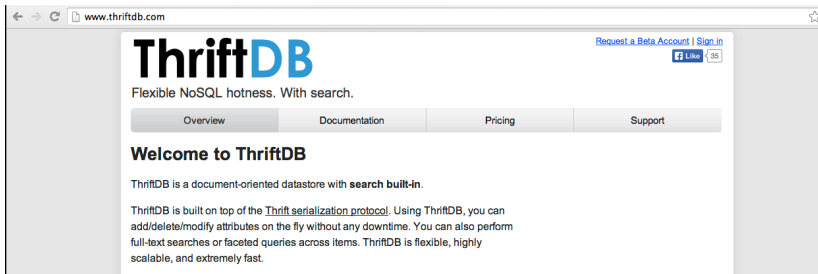 www.thriftdb.com
Request a Beta Account | Sign in
ThriftDB
Like 35
Flexible NoSQL hotness. With search.
Overview Documentation Pricing Support
Welcome to ThriftDB
ThriftDB is a document-oriented datastore with search built-in.
ThriftDB is built on top of the Thrift serialization protocol. Using ThriftDB, you can
add/delete/modify attributes on the fly without any downtime. You can also perform
full-text searches or faceted queries across items. ThriftDB is flexible, highly
scalable, and extremely fast.